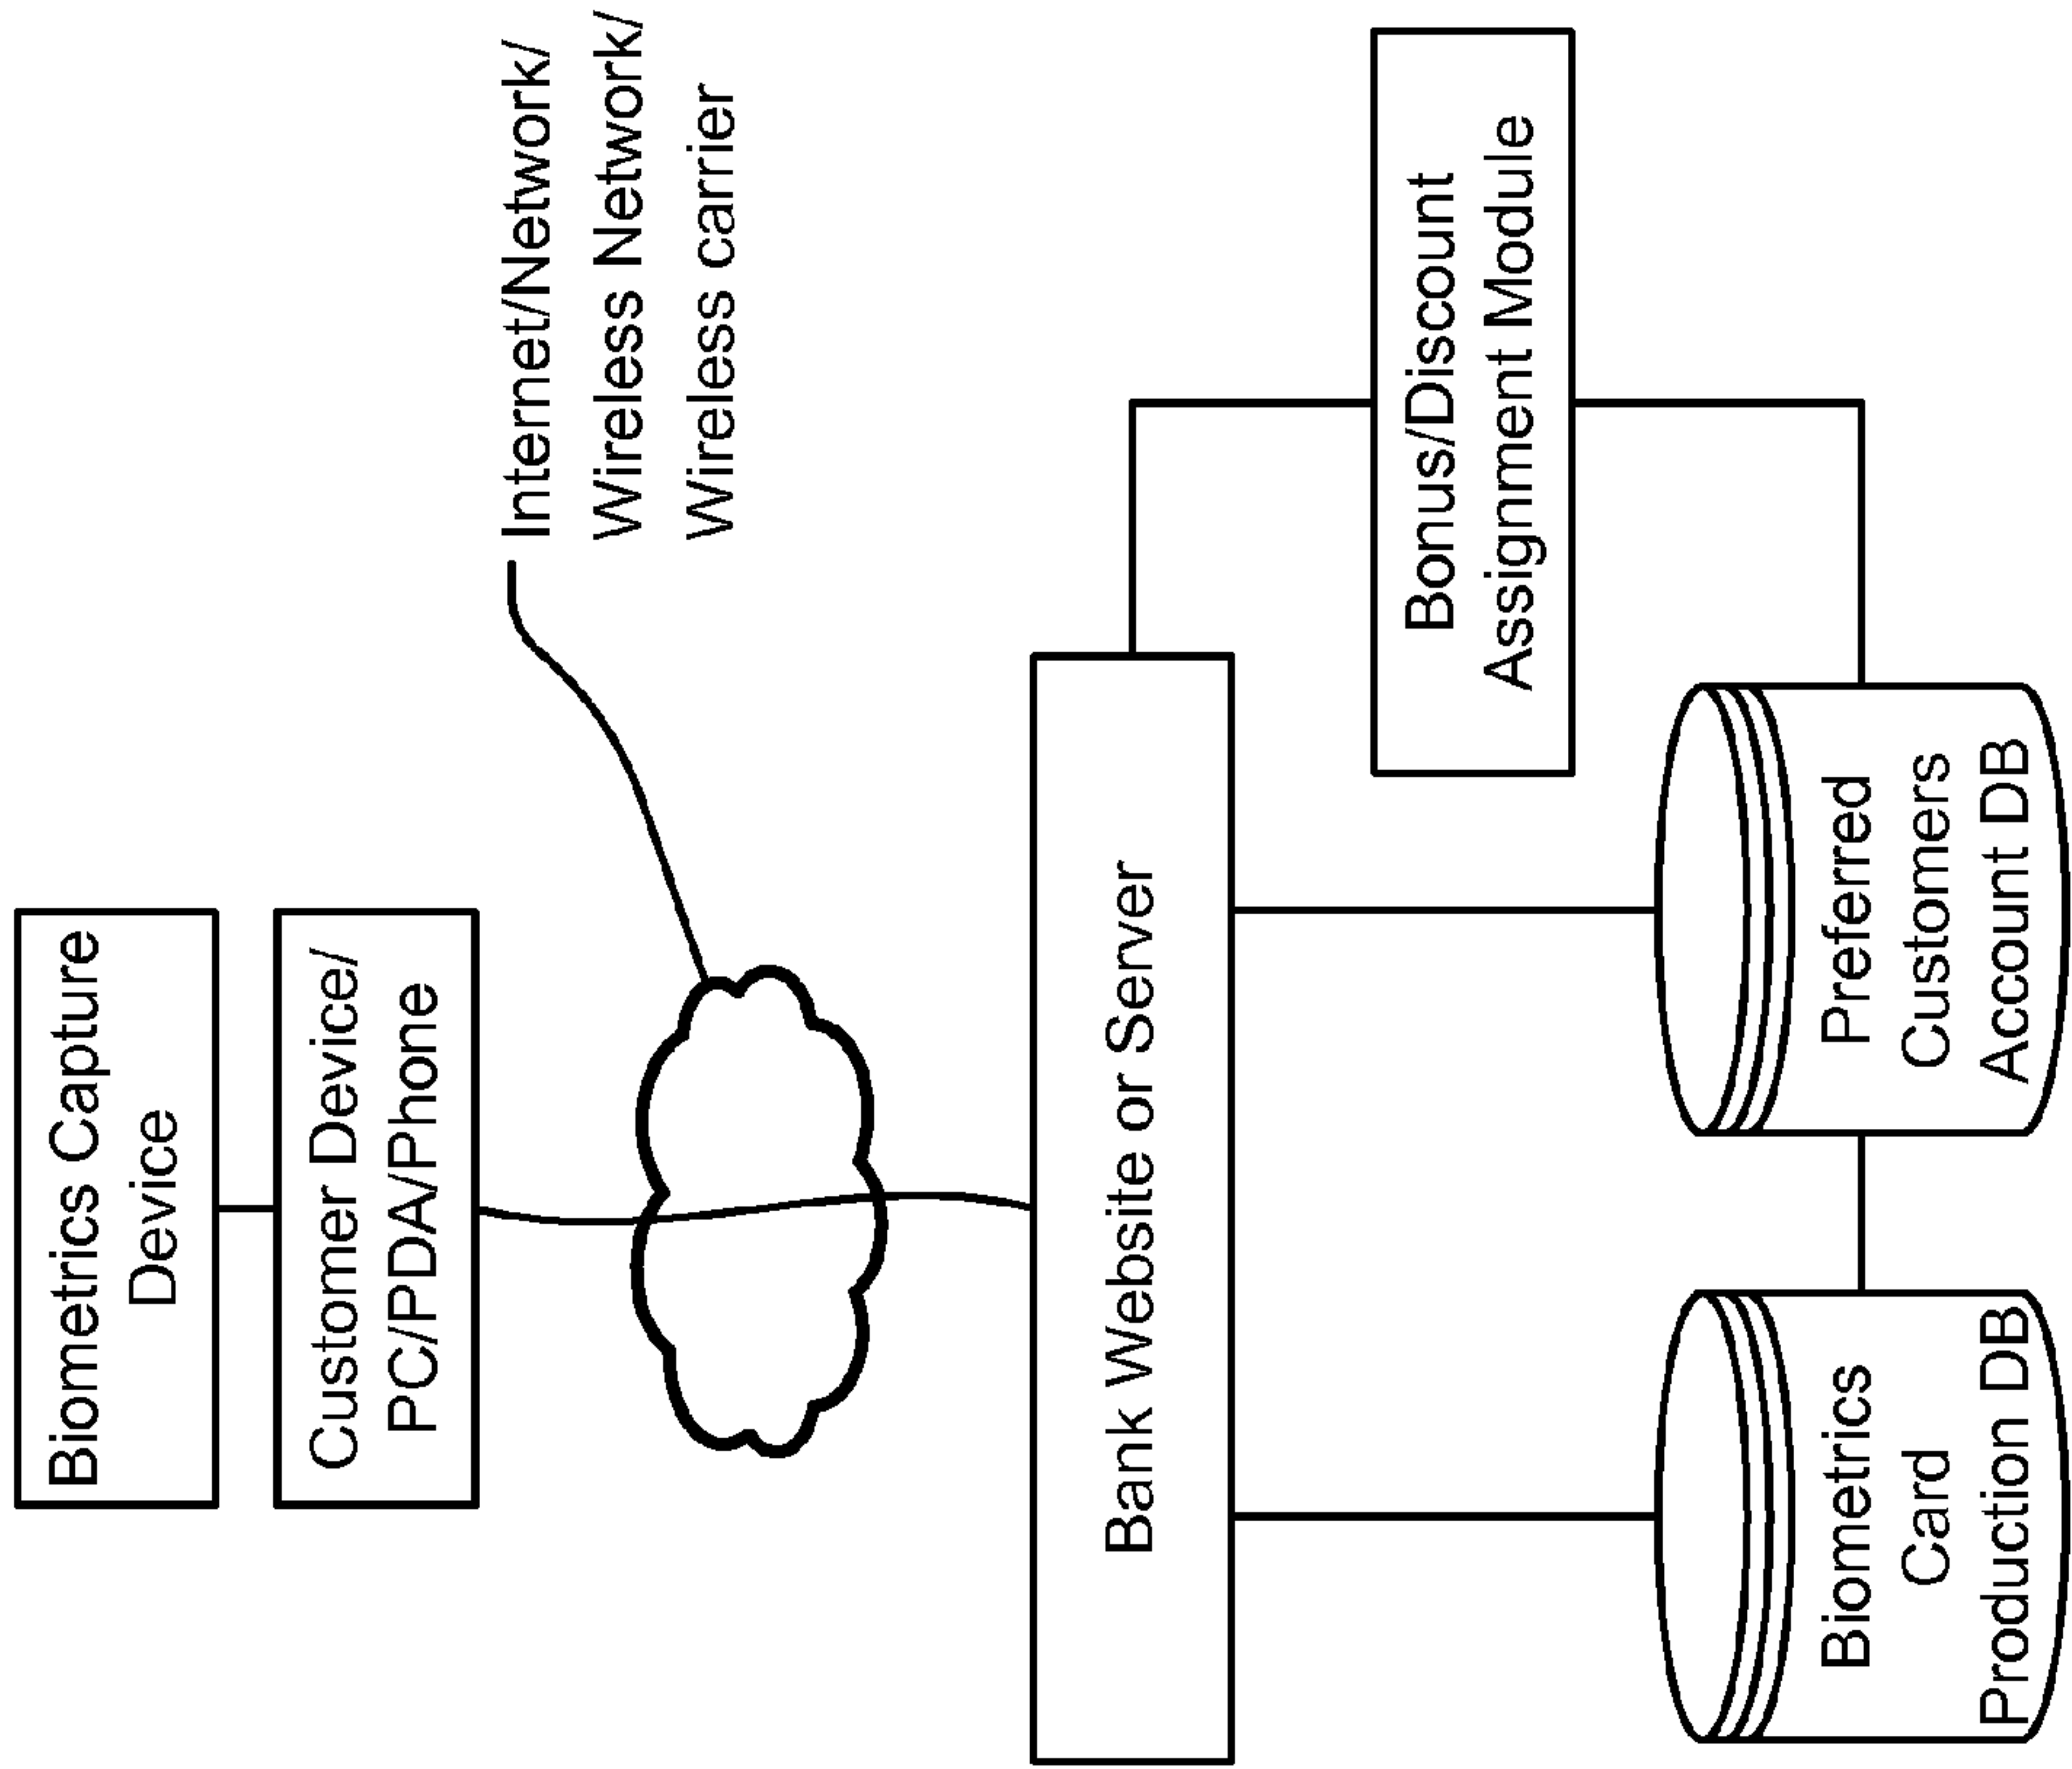 Biometrics Capture
Device
Customer Device/
PC/PDA/Phone
Internet/Network/
Wireless Network/
Wireless carrier
Bank Website or Server
Bonus/Discount
Assignment Module
Biometrics
Card
Production DB
Preferred
Customers
Account DB